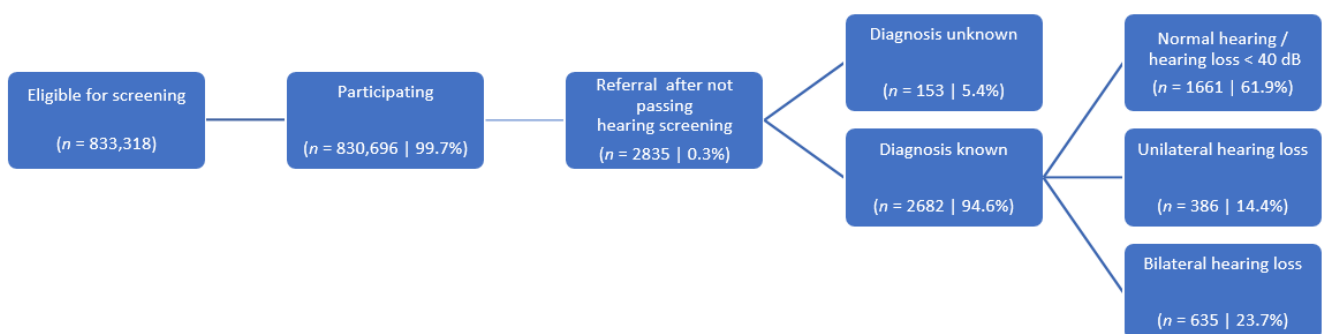 Eligible for screening
(n = 833,318)
Participating
(n = 830,696 | 99.7%)
Referral after not
passing
hearing screening
(n = 2835 | 0.3%)
Diagnosis unknown
(n = 153 | 5.4%)
Diagnosis known
(n = 2682 | 94.6%)
Normal hearing /
hearing loss < 40 dB
(n = 1661 | 61.9%)
Unilateral hearing loss
(n = 386 | 14.4%)
Bilateral hearing loss
(n = 635 | 23.7%)